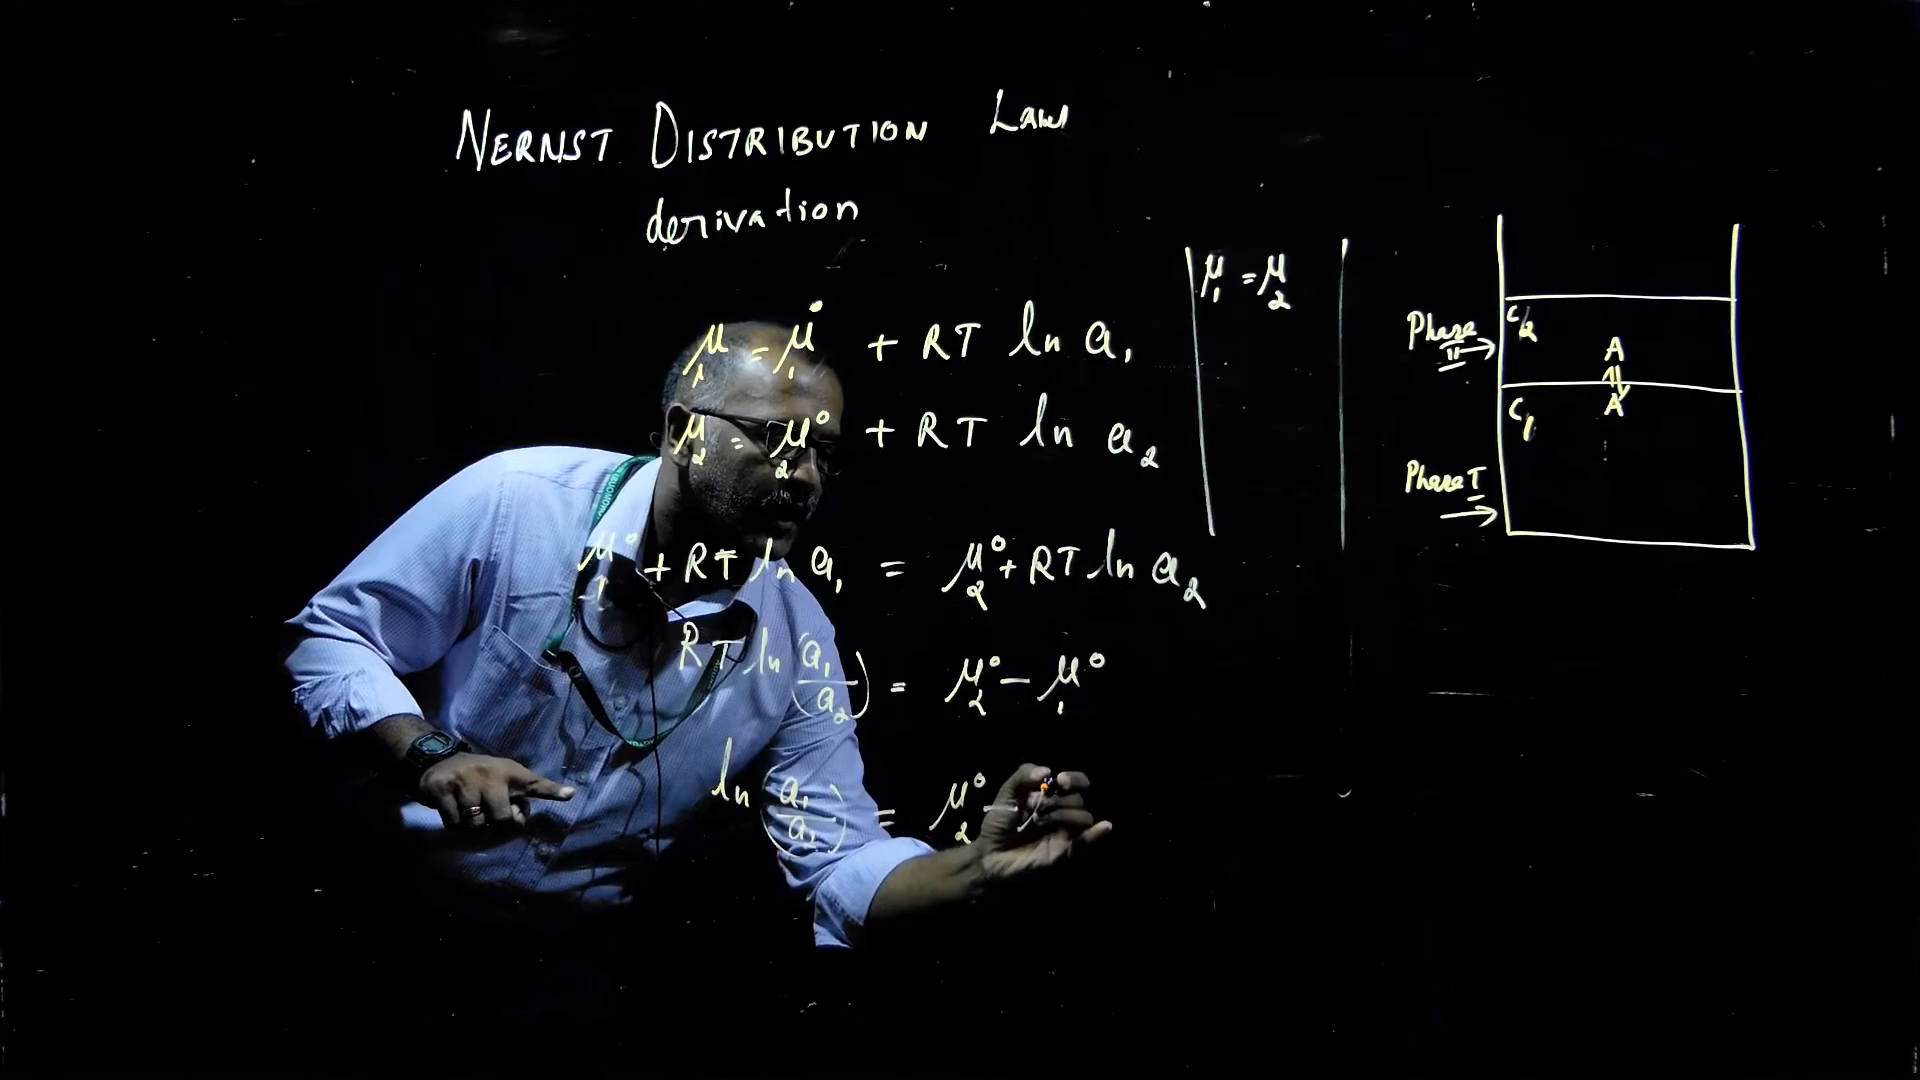 NERNST DISTRIBUTION LAW
derivation
μ₁ = μ₁° + RT ln a₁
μ₂ = μ₂° + RT ln a₂
μ₁° + RT ln a₁ = μ₂° + RT ln a₂
RT ln (a₁/a₂) = μ₂° - μ₁°
ln (a₁/a₁) = μ₂° -
μ₁ = μ₂
Phase II
C₂
A
A
C₁
Phase I